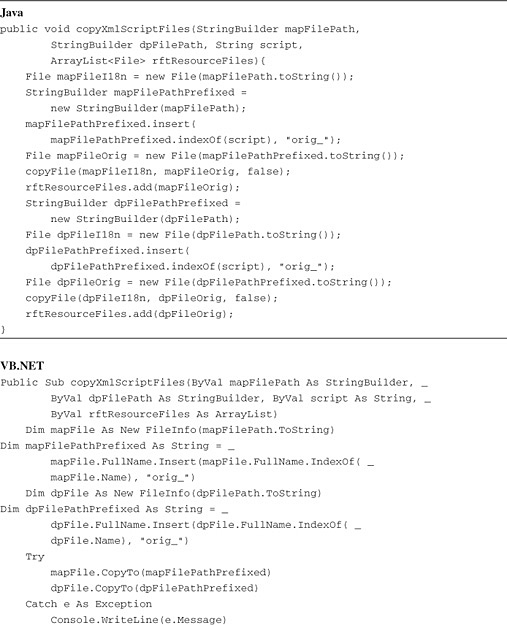 Java
public void copyXmlScriptFiles(StringBuilder mapFilePath,
        StringBuilder dpFilePath, String script,
        ArrayList<File> rftResourceFiles){
    File mapFileI18n = new File(mapFilePath.toString());
    StringBuilder mapFilePathPrefixed =
        new StringBuilder(mapFilePath);
    mapFilePathPrefixed.insert(
        mapFilePathPrefixed.indexOf(script), "orig_");
    File mapFileOrig = new File(mapFilePathPrefixed.toString());
    copyFile(mapFileI18n, mapFileOrig, false);
    rftResourceFiles.add(mapFileOrig);
    StringBuilder dpFilePathPrefixed =
        new StringBuilder(dpFilePath);
    File dpFileI18n = new File(dpFilePath.toString());
    dpFilePathPrefixed.insert(
        dpFilePathPrefixed.indexOf(script), "orig_");
    File dpFileOrig = new File(dpFilePathPrefixed.toString());
    copyFile(dpFileI18n, dpFileOrig, false);
    rftResourceFiles.add(dpFileOrig);
}
VB.NET
Public Sub copyXmlScriptFiles(ByVal mapFilePath As StringBuilder, _
        ByVal dpFilePath As StringBuilder, ByVal script As String, _
        ByVal rftResourceFiles As ArrayList)
    Dim mapFile As New FileInfo(mapFilePath.ToString)
Dim mapFilePathPrefixed As String = _
        mapFile.FullName.Insert(mapFile.FullName.IndexOf( _
        mapFile.Name), "orig_")
    Dim dpFile As New FileInfo(dpFilePath.ToString)
Dim dpFilePathPrefixed As String = _
        dpFile.FullName.Insert(dpFile.FullName.IndexOf( _
        dpFile.Name), "orig_")
    Try
        mapFile.CopyTo(mapFilePathPrefixed)
        dpFile.CopyTo(dpFilePathPrefixed)
    Catch e As Exception
        Console.WriteLine(e.Message)